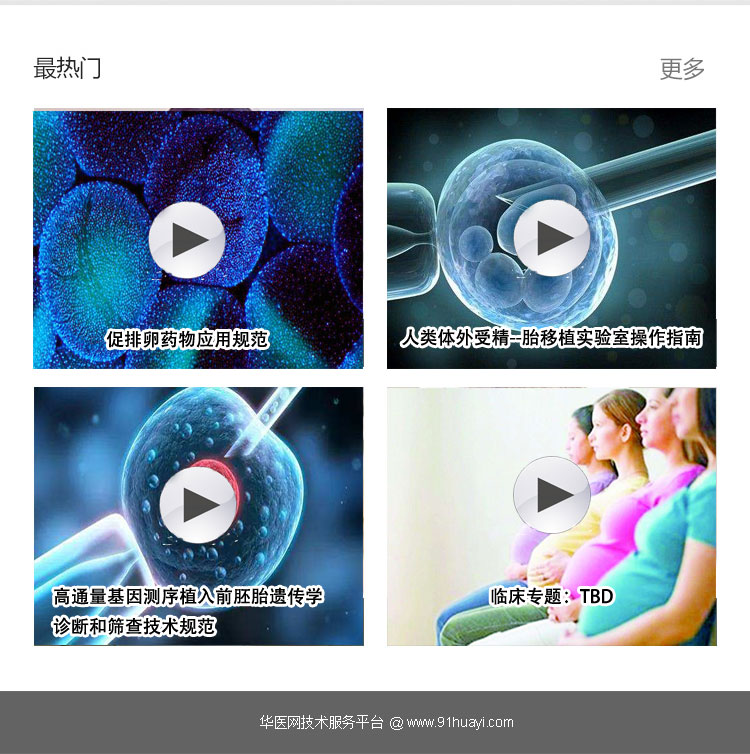 最热门
更多
促排卵药物应用规范
人类体外受精--胎移植实验室操作指南
高通量基因测序植入前胚胎遗传学
诊断和筛查技术规范
临床专题：TBD
华医网技术服务平台 @ www.91huayi.com